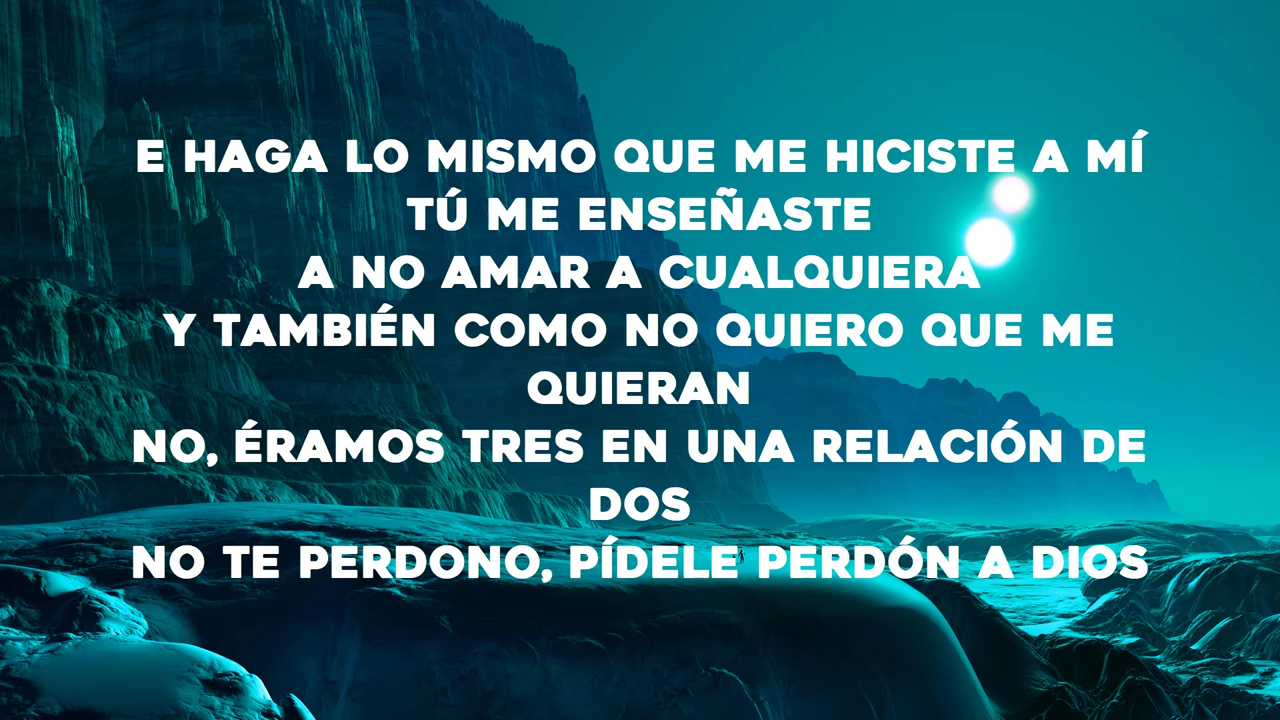 E HAGA LO MISMO QUE ME HICISTE A MÍ
TÚ ME ENSEÑASTE
A NO AMAR A CUALQUIERA
Y TAMBIÉN COMO NO QUIERO QUE ME
QUIERAN
NO, ÉRAMOS TRES EN UNA RELACIÓN DE
DOS
NO TE PERDONO, PÍDELE PERDÓN A DIOS